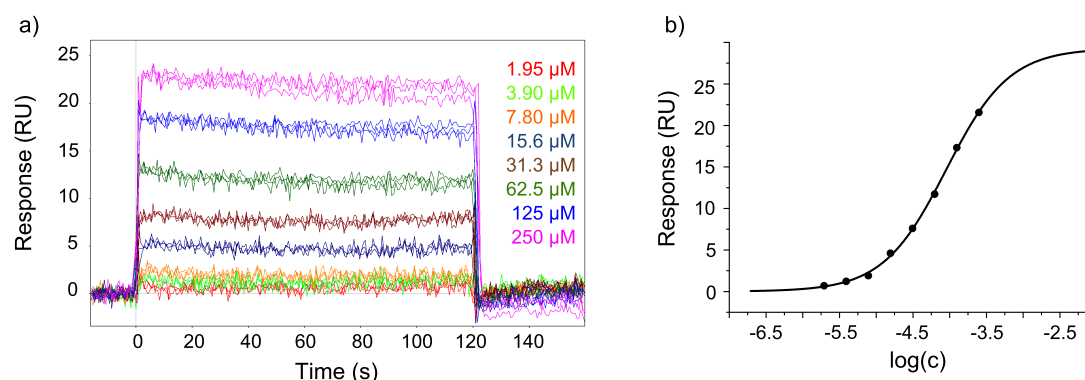 a)
Response (RU)
25
20
15
10
5
0
0
20
40
60
80
100
120
140
Time (s)
1.95 µM
3.90 µM
7.80 µM
15.6 µM
31.3 µM
62.5 µM
125 µM
250 µM
b)
Response (RU)
25
20
15
10
5
0
-6.5
-5.5
-4.5
-3.5
-2.5
log(c)